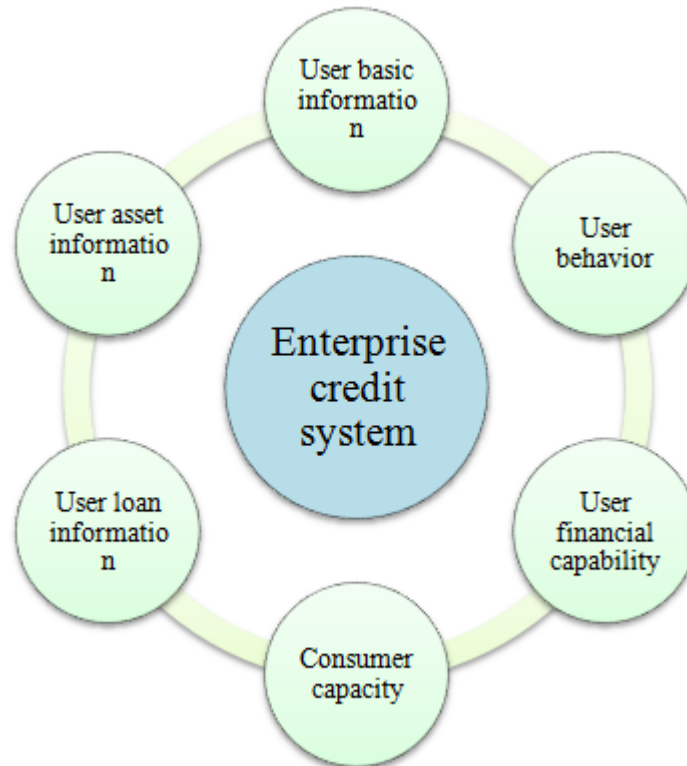 User basic
informatio
n
User asset
informatio
n
User
behavior
Enterprise
credit
system
User loan
informatio
n
User
financial
capability
Consumer
capacity